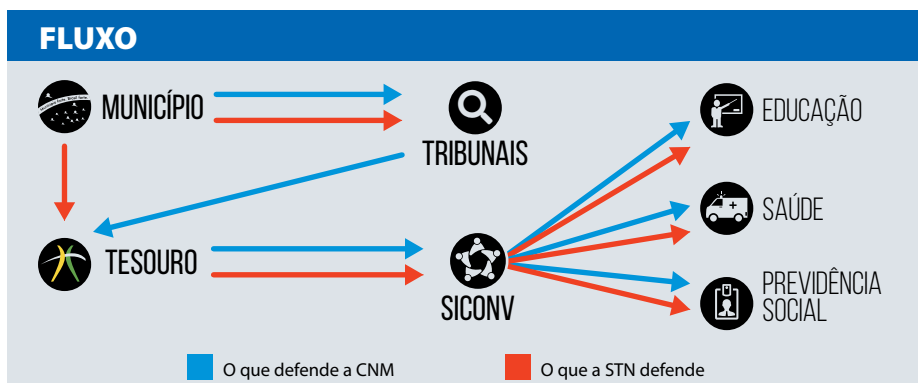 FLUXO
MUNICÍPIO
TRIBUNAIS
EDUCAÇÃO
SAÚDE
TESOURO
SICONV
PREVIDÊNCIA
SOCIAL
O que defende a CNM
O que a STN defende